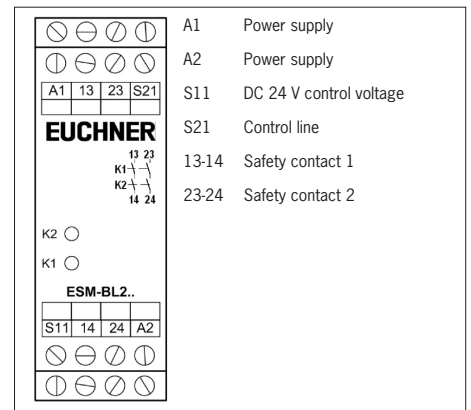 A1 13 23 S21
EUCHNER
13 23
K1
K2
14 24
K2
K1
ESM-BL2..
S11 14 24 A2
A1 Power supply
A2 Power supply
S11 DC 24 V control voltage
S21 Control line
13-14 Safety contact 1
23-24 Safety contact 2